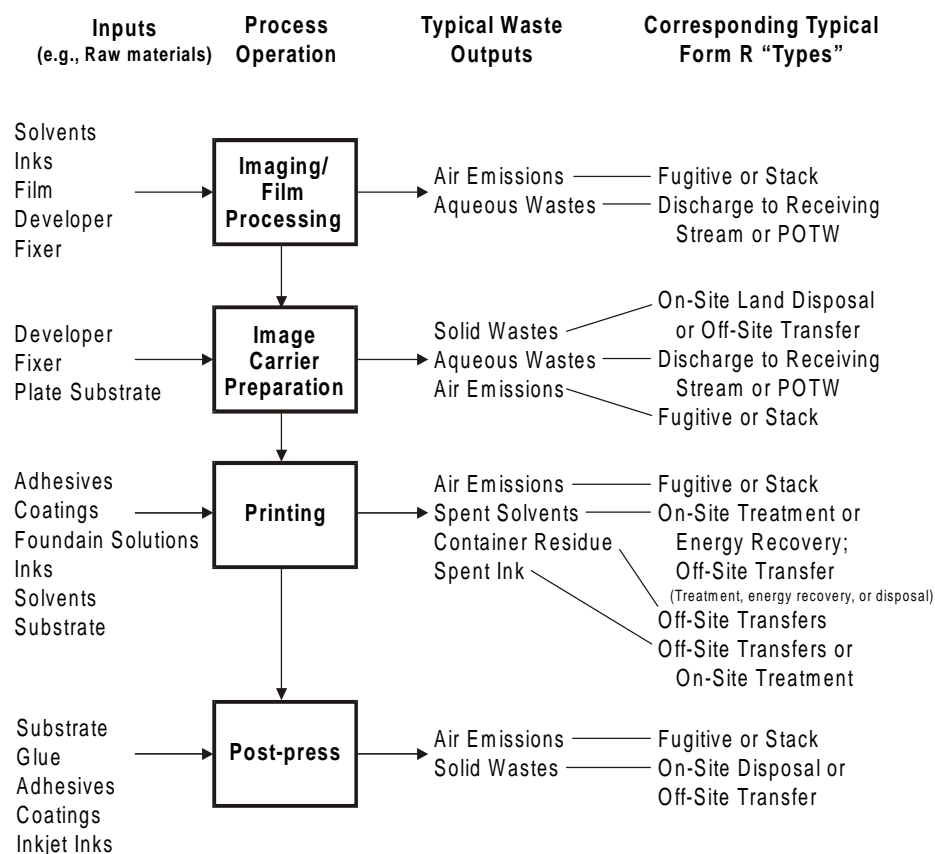 Inputs
(e.g., Raw materials)
Process
Operation
Typical Waste
Outputs
Corresponding Typical
Form R “Types”
Solvents
Inks
Film
Developer
Fixer
Imaging/
Film
Processing
Air Emissions
Aqueous Wastes
Fugitive or Stack
Discharge to Receiving
Stream or POTW
Developer
Fixer
Plate Substrate
Image
Carrier
Preparation
Solid Wastes
Aqueous Wastes
Air Emissions
On-Site Land Disposal
or Off-Site Transfer
Discharge to Receiving
Stream or POTW
Fugitive or Stack
Adhesives
Coatings
Foundain Solutions
Inks
Solvents
Substrate
Printing
Air Emissions
Spent Solvents
Container Residue
Spent Ink
Fugitive or Stack
On-Site Treatment or
Energy Recovery;
Off-Site Transfer
(Treatment, energy recovery, or disposal)
Off-Site Transfers
Off-Site Transfers or
On-Site Treatment
Substrate
Glue
Adhesives
Coatings
Inkjet Inks
Post-press
Air Emissions
Solid Wastes
Fugitive or Stack
On-Site Disposal or
Off-Site Transfer